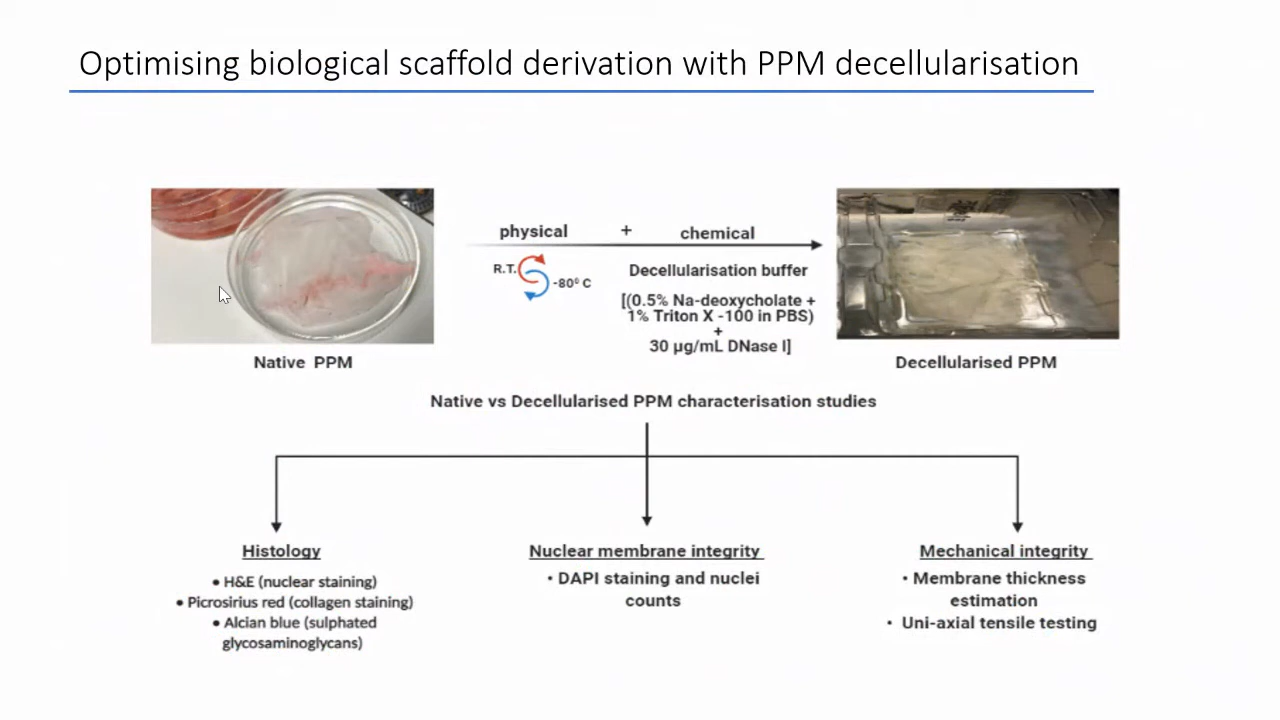 Optimising biological scaffold derivation with PPM decellularisation
physical + chemical
R.T.
-80⁰ C
Decellularisation buffer
[(0.5% Na-deoxycholate +
1% Triton X -100 in PBS)
+
30 µg/mL DNase I]
Native PPM
Decellularised PPM
Native vs Decellularised PPM characterisation studies
Histology
• H&E (nuclear staining)
• Picrosirius red (collagen staining)
• Alcian blue (sulphated
glycosaminoglycans)
Nuclear membrane integrity
• DAPI staining and nuclei
counts
Mechanical integrity
• Membrane thickness
estimation
• Uni-axial tensile testing